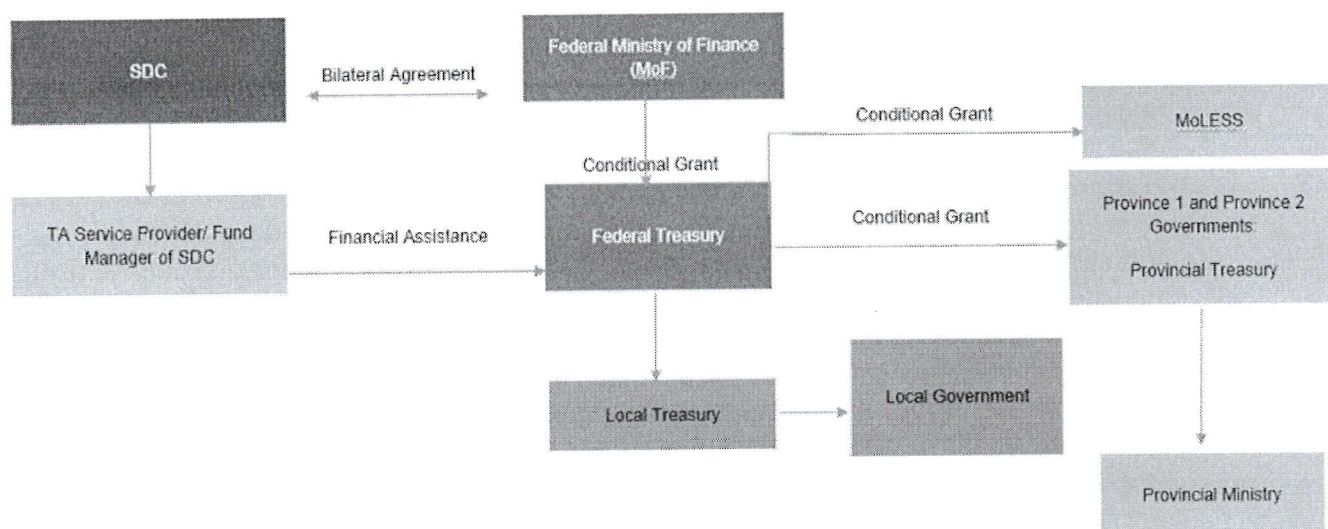 SDC
Bilateral Agreement
Federal Ministry of Finance
(MoF)
Conditional Grant
MoLESS
Conditional Grant
TA Service Provider/ Fund
Manager of SDC
Financial Assistance
Federal Treasury
Conditional Grant
Province 1 and Province 2
Governments:
Provincial Treasury
Local Treasury
Local Government
Provincial Ministry